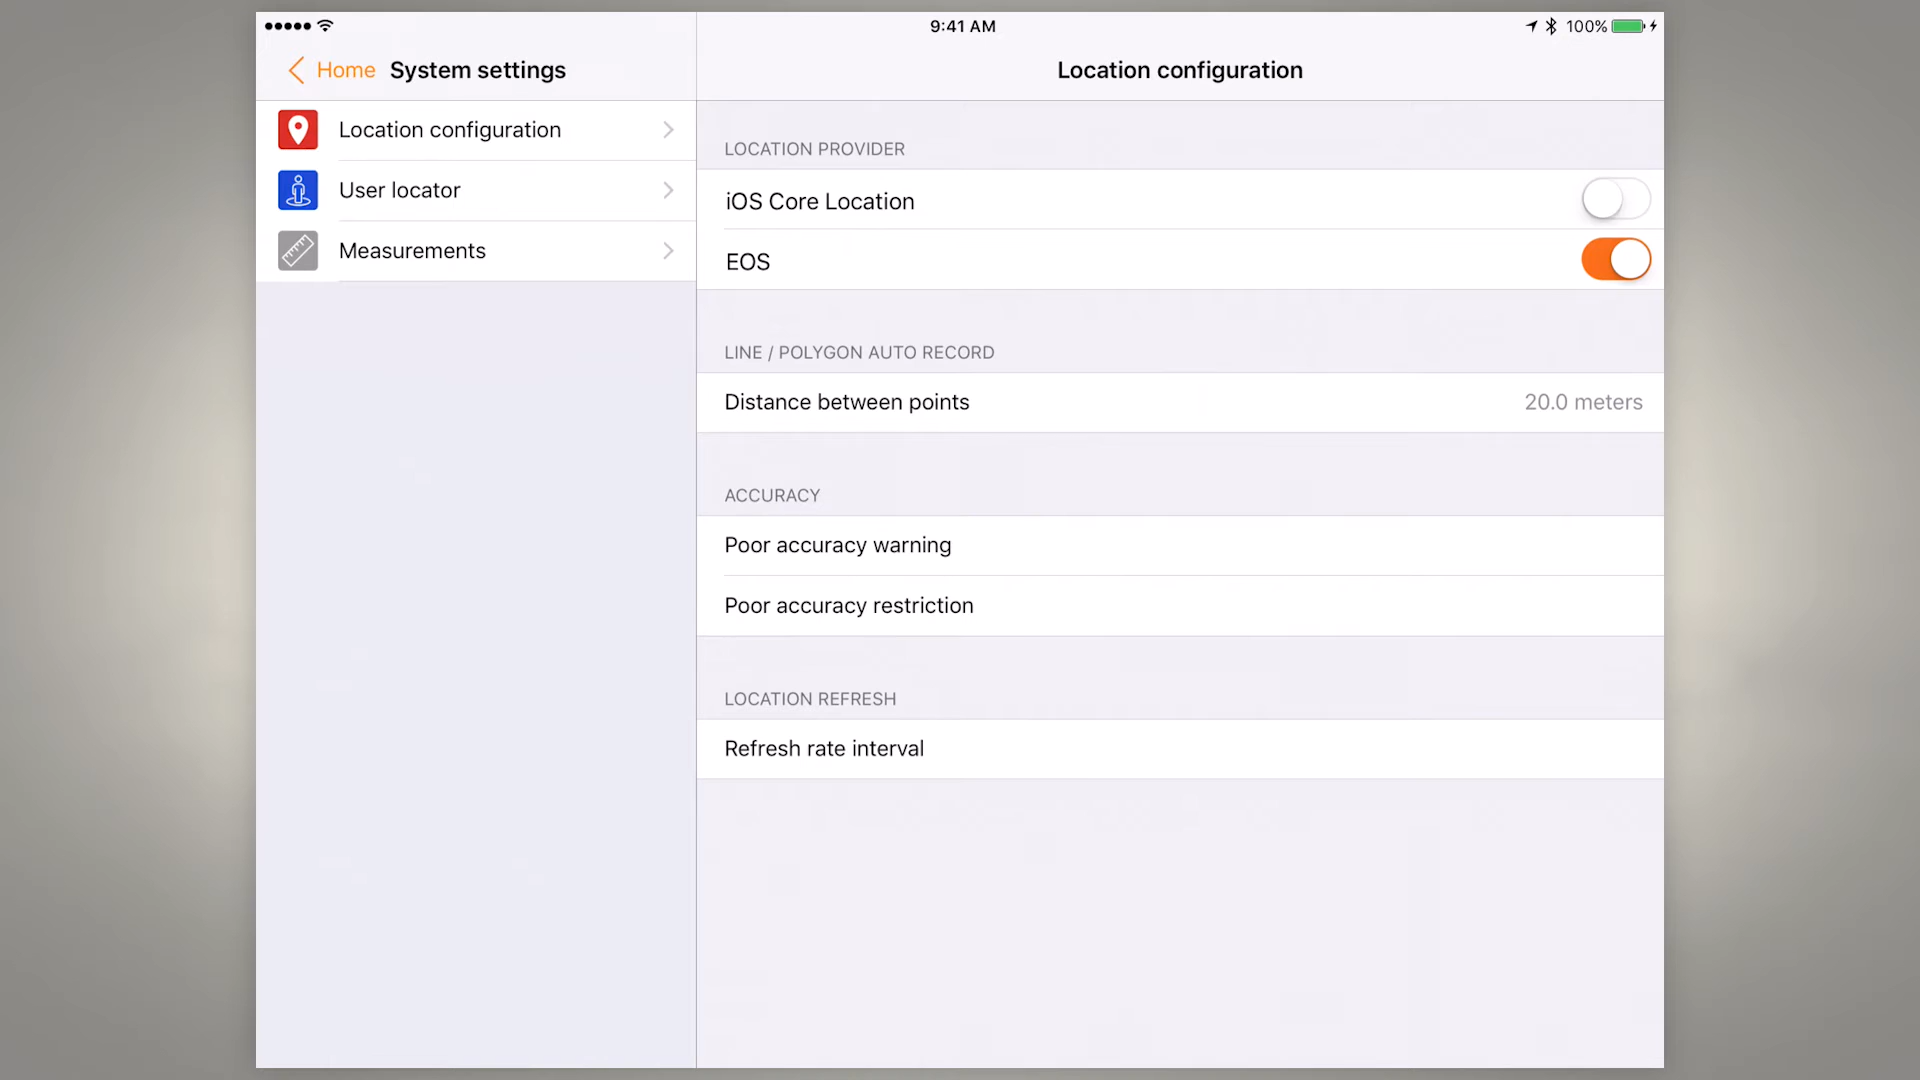 9:41 AM
100%
Home
System settings
Location configuration
Location configuration
User locator
Measurements
LOCATION PROVIDER
iOS Core Location
EOS
LINE / POLYGON AUTO RECORD
Distance between points
20.0 meters
ACCURACY
Poor accuracy warning
Poor accuracy restriction
LOCATION REFRESH
Refresh rate interval